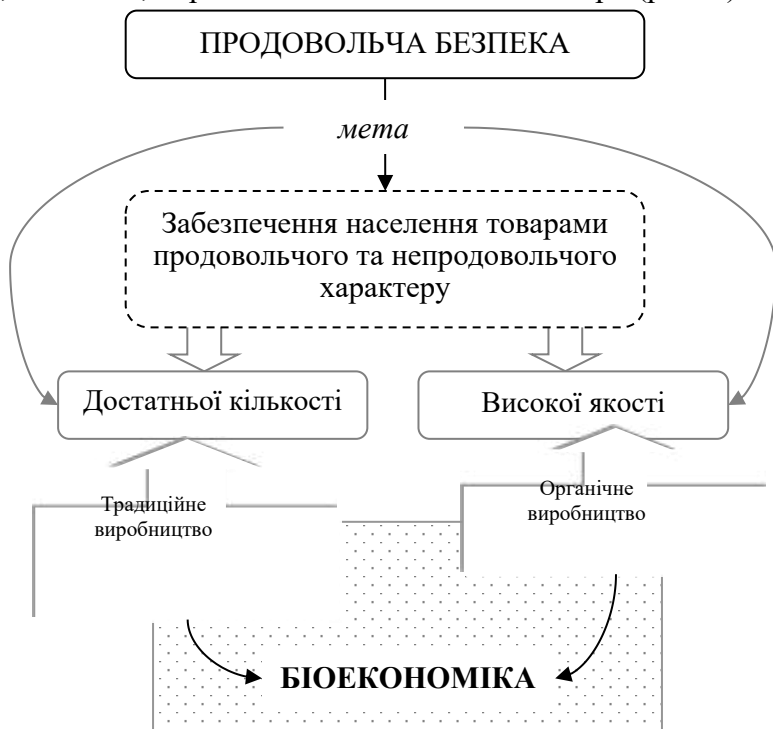 ПРОДОВОЛЬЧА БЕЗПЕКА
мета
Забезпечення населення товарами
продовольчого та непродовольчого
характеру
Достатньої кількості
Високої якості
Традиційне
виробництво
Органічне
виробництво
БІОЕКОНОМІКА